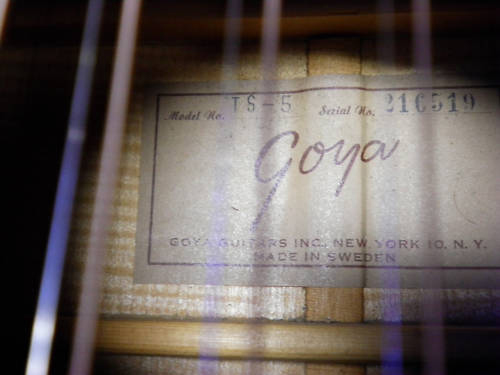 Model No. TS-5 Serial No. 216519
Goya
GOYA GUITARS INC., NEW YORK 10, N. Y.
MADE IN SWEDEN